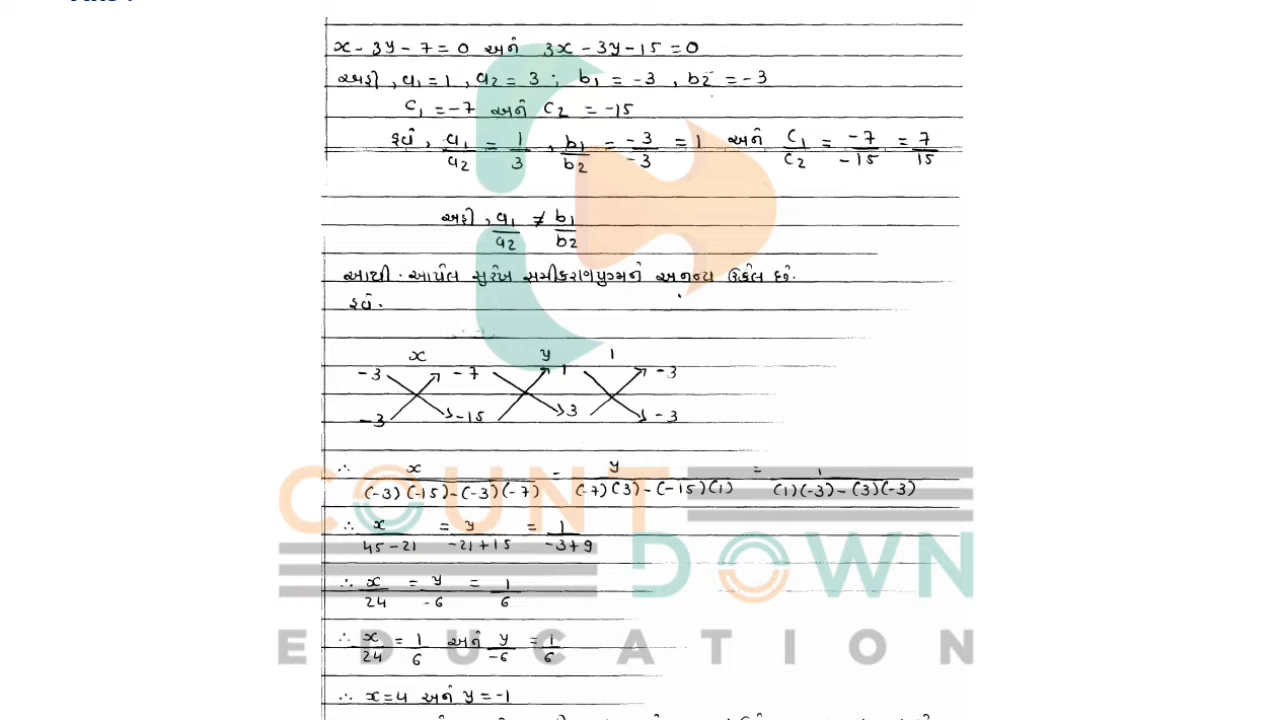 x - 3y - 7 = 0 અને 3x - 3y - 15 = 0
અહીં, a₁ = 1, a₂ = 3; b₁ = -3, b₂ = -3
c₁ = -7 અને c₂ = -15
હવે, a₁/a₂ = 1/3, b₁/b₂ = -3/-3 = 1 અને c₁/c₂ = -7/-15 = 7/15
અહીં, a₁/a₂ ≠ b₁/b₂
આથી. આપેલ સુરેખ સમીકરણયુગ્મને અનન્ય ઉકેલ છે.
હવે.
x y 1
-3 -7 1 -3
-3 -15 3 -3
∴ x/(-3)(-15)-(-3)(-7) = y/(-7)(3)-(-15)(1) = 1/(1)(-3)-(3)(-3)
∴ x/45-21 = y/-21+15 = 1/-3+9
∴ x/24 = y/-6 = 1/6
∴ x/24 = 1/6 અને y/-6 = 1/6
∴ x = 4 અને y = -1
COUNT
DOWN
EDUCATION